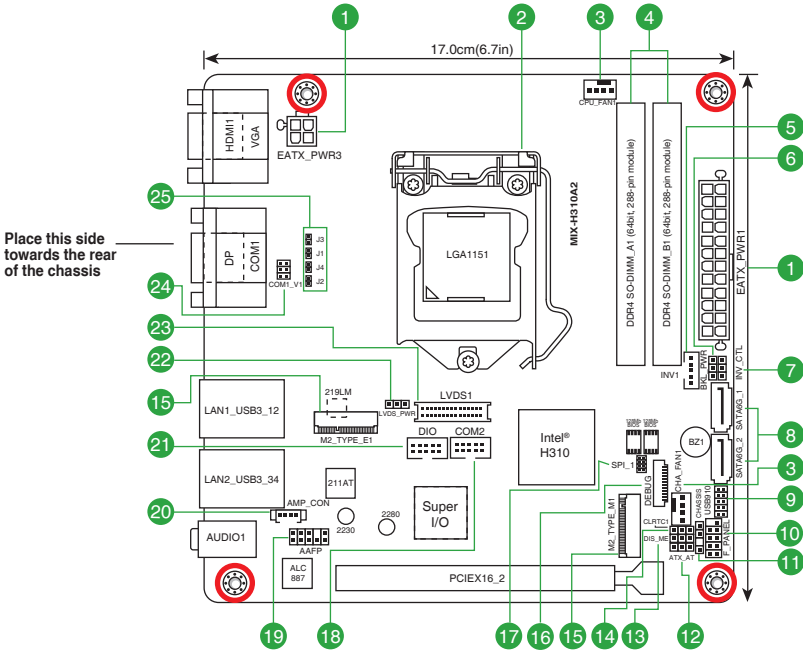 1
2
3
4
17.0cm(6.7in)
CPU_FAN1
HDMI1
VGA
EATX_PWR3
5
6
MIX-H310A2
DDR4 SO-DIMM_A1 (64bit, 288-pin module)
DDR4 SO-DIMM_B1 (64bit, 288-pin module)
EATX_PWR1
1
25
Place this side
towards the rear
of the chassis
DP
COM1
J3
J1
J4
J2
LGA1151
24
COM1_V1
23
22
INV1
BKL_PWR
INV_CTL
7
15
219LM
LVDS_PWR
LVDS1
LAN1_USB3_12
M2_TYPE_E1
DIO
COM2
Intel®
H310
128Mb
BIOS
128Mb
BIOS
BZ1
SATA6G_1
SATA6G_2
8
21
SPI_1
3
LAN2_USB3_34
211AT
DEBUG
CHA_FAN1
CHASSIS
USB910
9
20
AMP_CON
2230
2280
Super
I/O
M2_TYPE_M1
CLRTC1
DIS_ME
ATX_AT
F_PANEL
10
11
AUDIO1
AAFP
ALC
887
PCIEX16_2
19
18
17
16
15
14
13
12